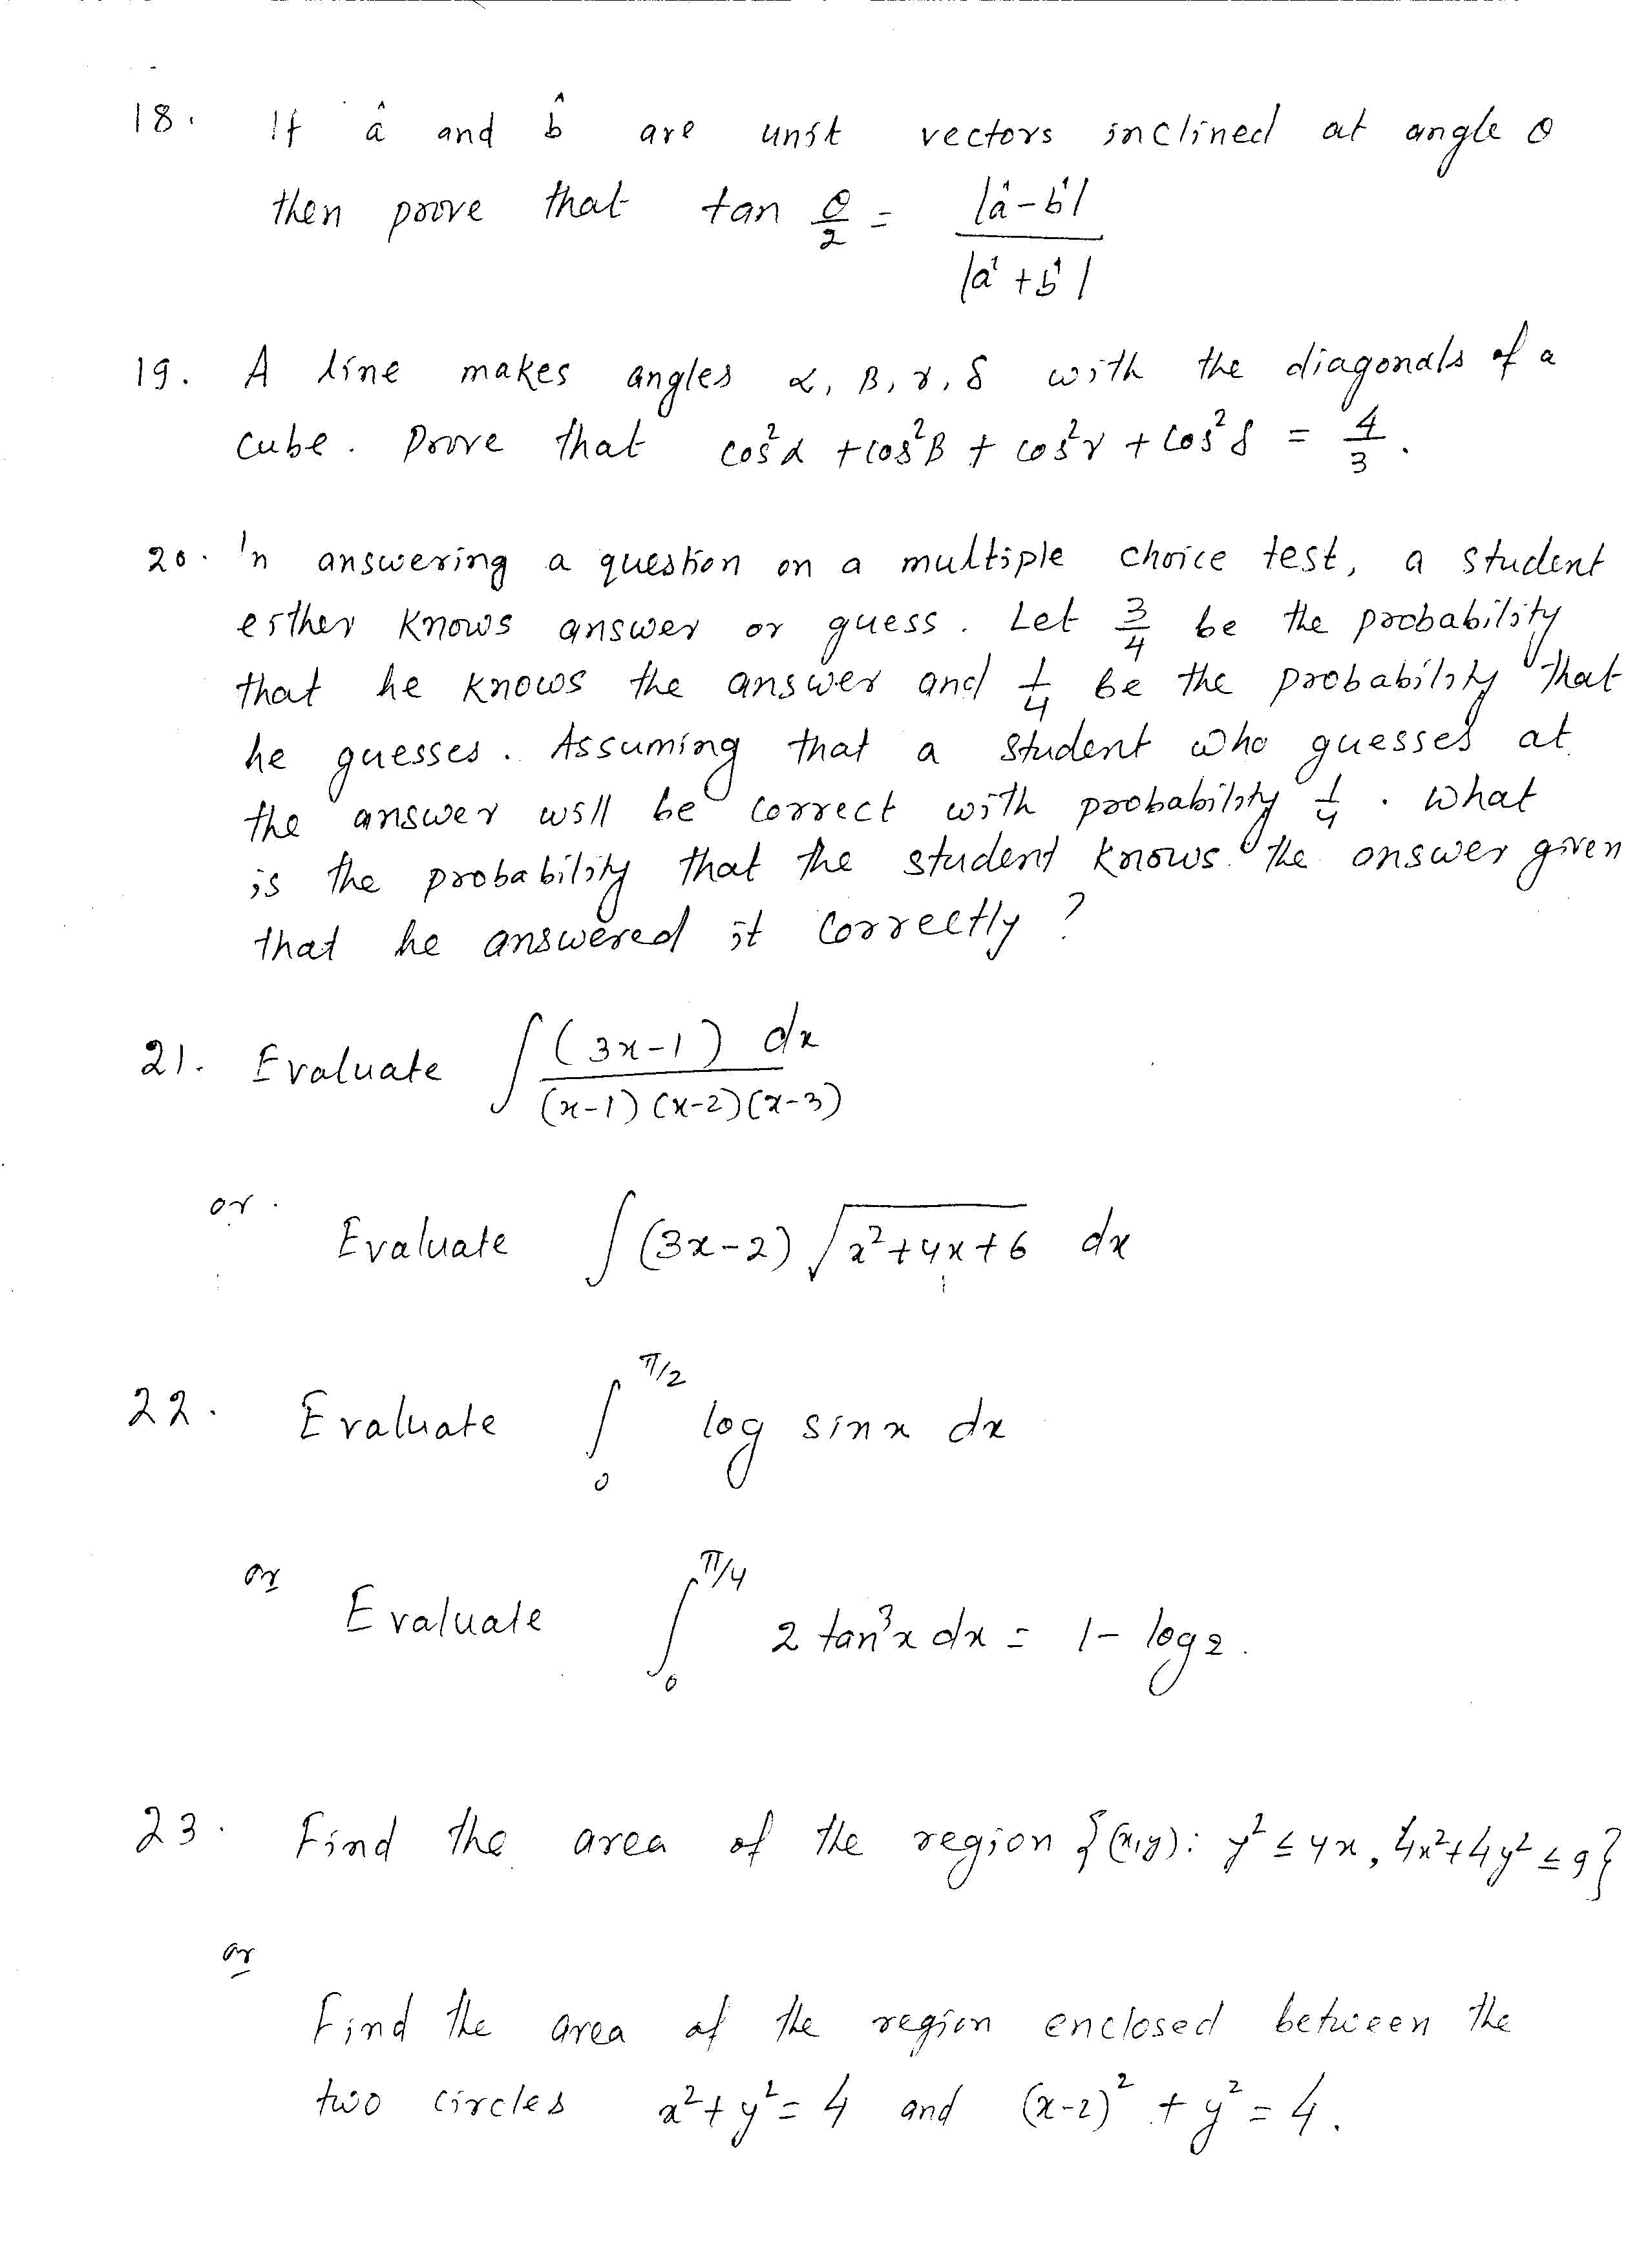 18. If â and b̂ are unit vectors inclined at angle θ
then prove that tan θ/2 = |â-b̂| / |â+b̂|
19. A line makes angles α, β, γ, δ with the diagonals of a
cube. Prove that cos²α + cos²β + cos²γ + cos²δ = 4/3.
20. In answering a question on a multiple choice test, a student
either knows answer or guess. Let 3/4 be the probability
that he knows the answer and 1/4 be the probability that
he guesses. Assuming that a student who guesses at
the answer will be correct with probability 1/4. What
is the probability that the student knows the answer given
that he answered it correctly?
21. Evaluate ∫ (3x-1) dx / (x-1)(x-2)(x-3)
or.
Evaluate ∫ (3x-2) √(x²+4x+6) dx
22. Evaluate ∫₀^(π/2) log sinx dx
or
Evaluate ∫₀^(π/4) 2 tan³x dx = 1 - log2.
23. Find the area of the region {(x,y): y² ≤ 4x, 4x²+4y² ≤ 9}
or
Find the area of the region enclosed between the
two circles x²+y²=4 and (x-2)²+y²=4.